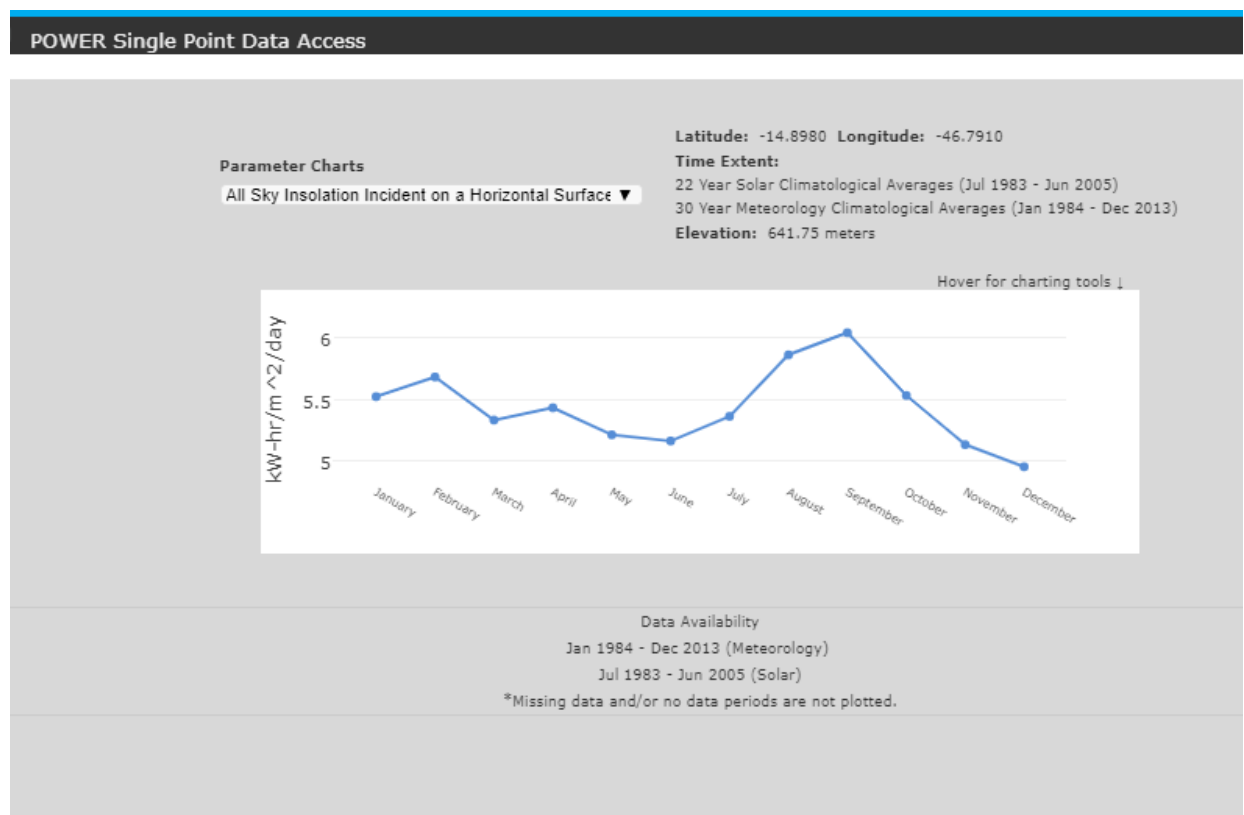 POWER Single Point Data Access
Parameter Charts
All Sky Insolation Incident on a Horizontal Surface ▼
Latitude: -14.8980 Longitude: -46.7910
Time Extent:
22 Year Solar Climatological Averages (Jul 1983 - Jun 2005)
30 Year Meteorology Climatological Averages (Jan 1984 - Dec 2013)
Elevation: 641.75 meters
Hover for charting tools ↓
kW-hr/m^2/day
6
5.5
5
January
February
March
April
May
June
July
August
September
October
November
December
Data Availability
Jan 1984 - Dec 2013 (Meteorology)
Jul 1983 - Jun 2005 (Solar)
*Missing data and/or no data periods are not plotted.